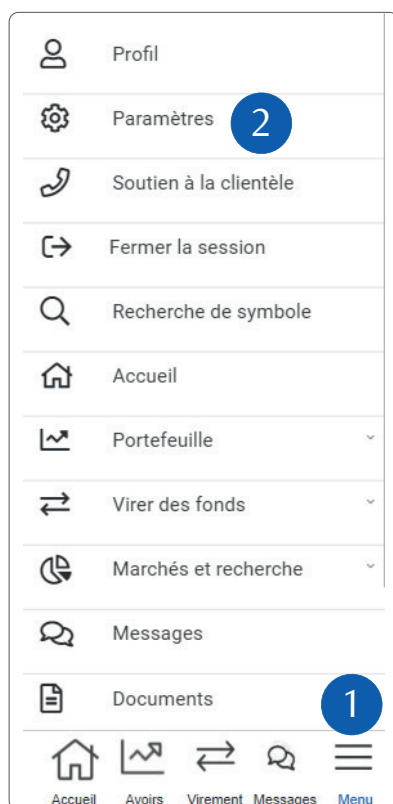 Profil
Paramètres 2
Soutien à la clientèle
Fermer la session
Recherche de symbole
Accueil
Portefeuille
Virer des fonds
Marchés et recherche
Messages
Documents 1
Accueil Avoirs Virement Messages Menu